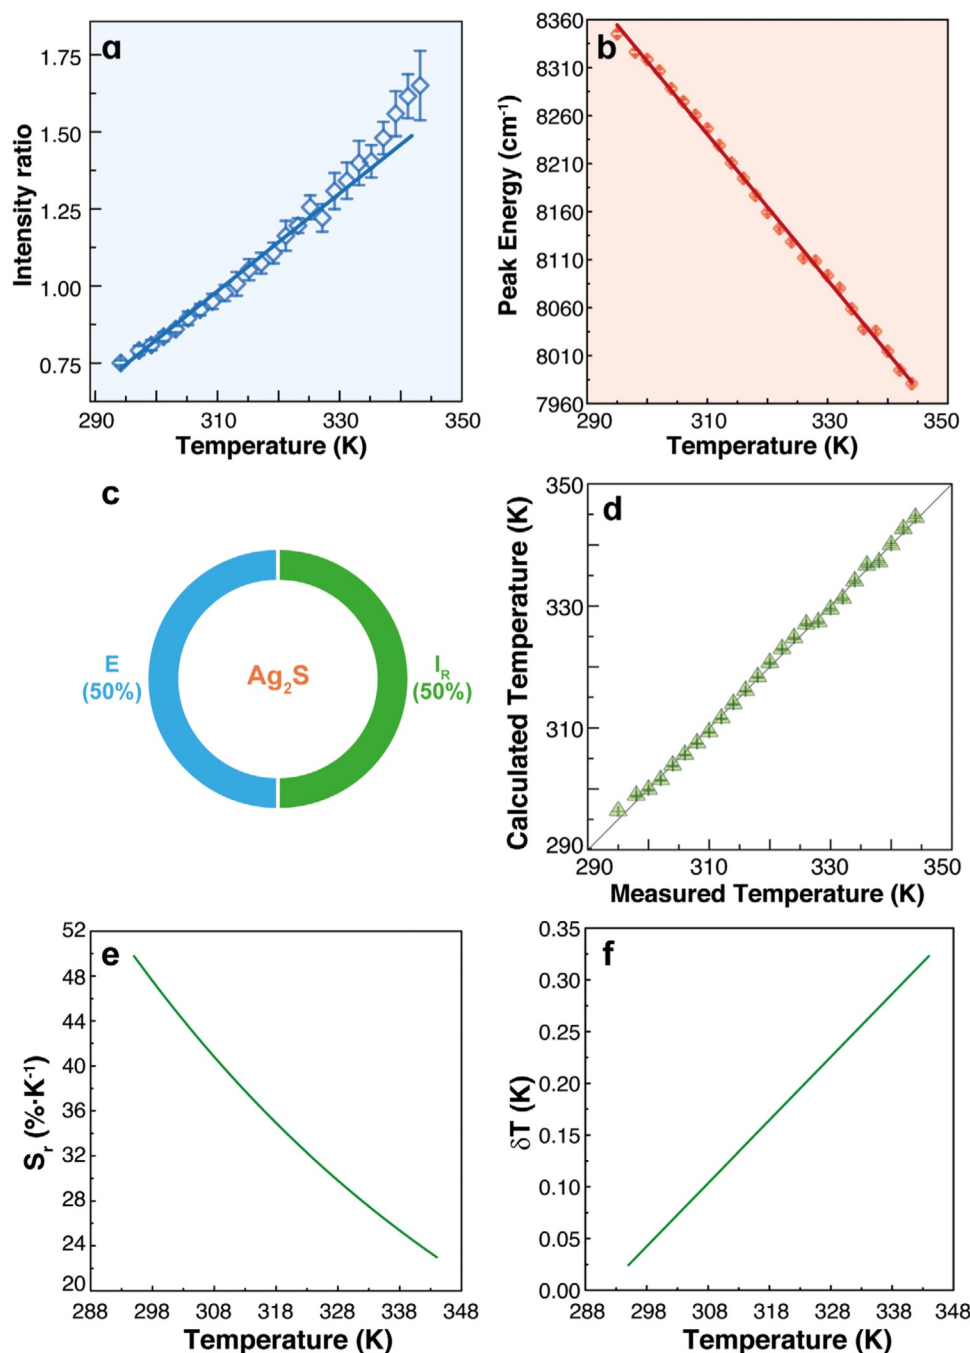 a
1.75
1.50
1.25
1.00
0.75
Intensity ratio
290 310 330 350
Temperature (K)
b
8360
8310
8260
8210
8160
8110
8060
8010
7960
Peak Energy (cm⁻¹)
290 310 330 350
Temperature (K)
c
E
(50%)
Ag₂S
I_R
(50%)
d
350
330
310
290
Calculated Temperature (K)
290 310 330 350
Measured Temperature (K)
e
52
48
44
40
36
32
28
24
20
Sᵣ (%·K⁻¹)
288 298 308 318 328 338 348
Temperature (K)
f
0.35
0.30
0.25
0.20
0.15
0.10
0.05
0.00
δT (K)
288 298 308 318 328 338 348
Temperature (K)